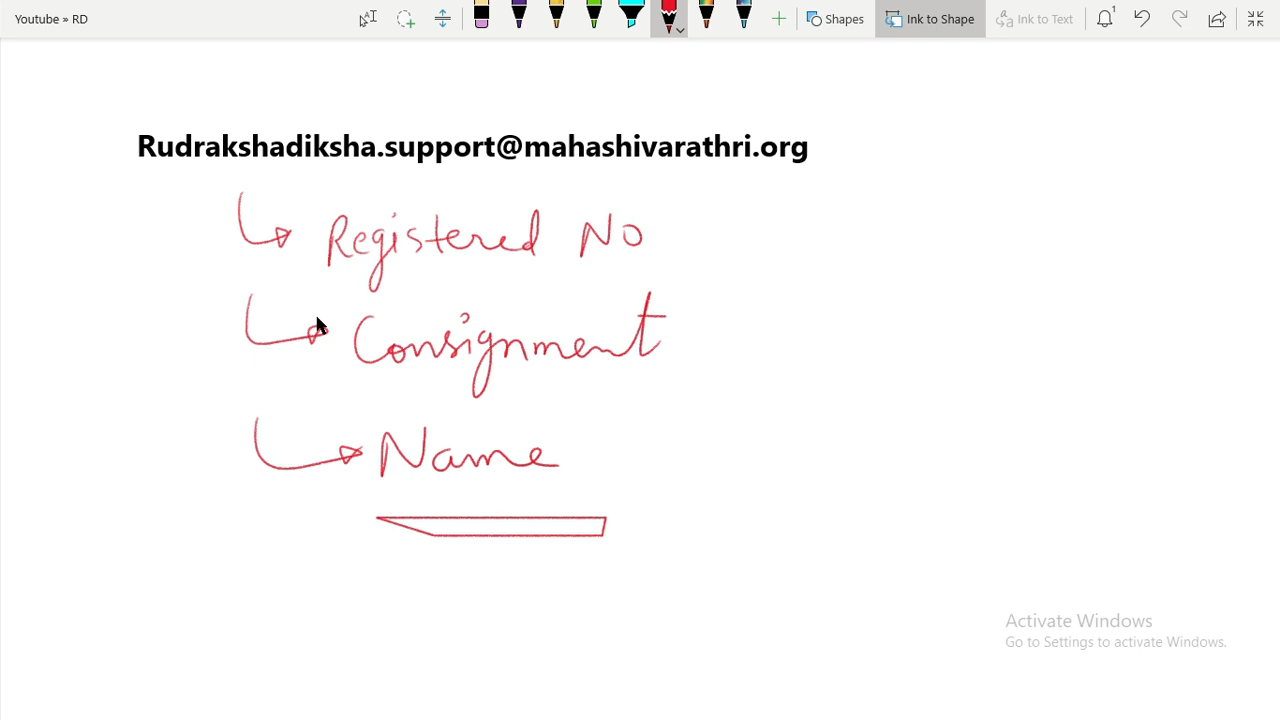 Youtube » RD
Shapes
Ink to Shape
Ink to Text
Rudrakshadiksha.support@mahashivarathri.org
Registered No
Consignment
Name
Activate Windows
Go to Settings to activate Windows.